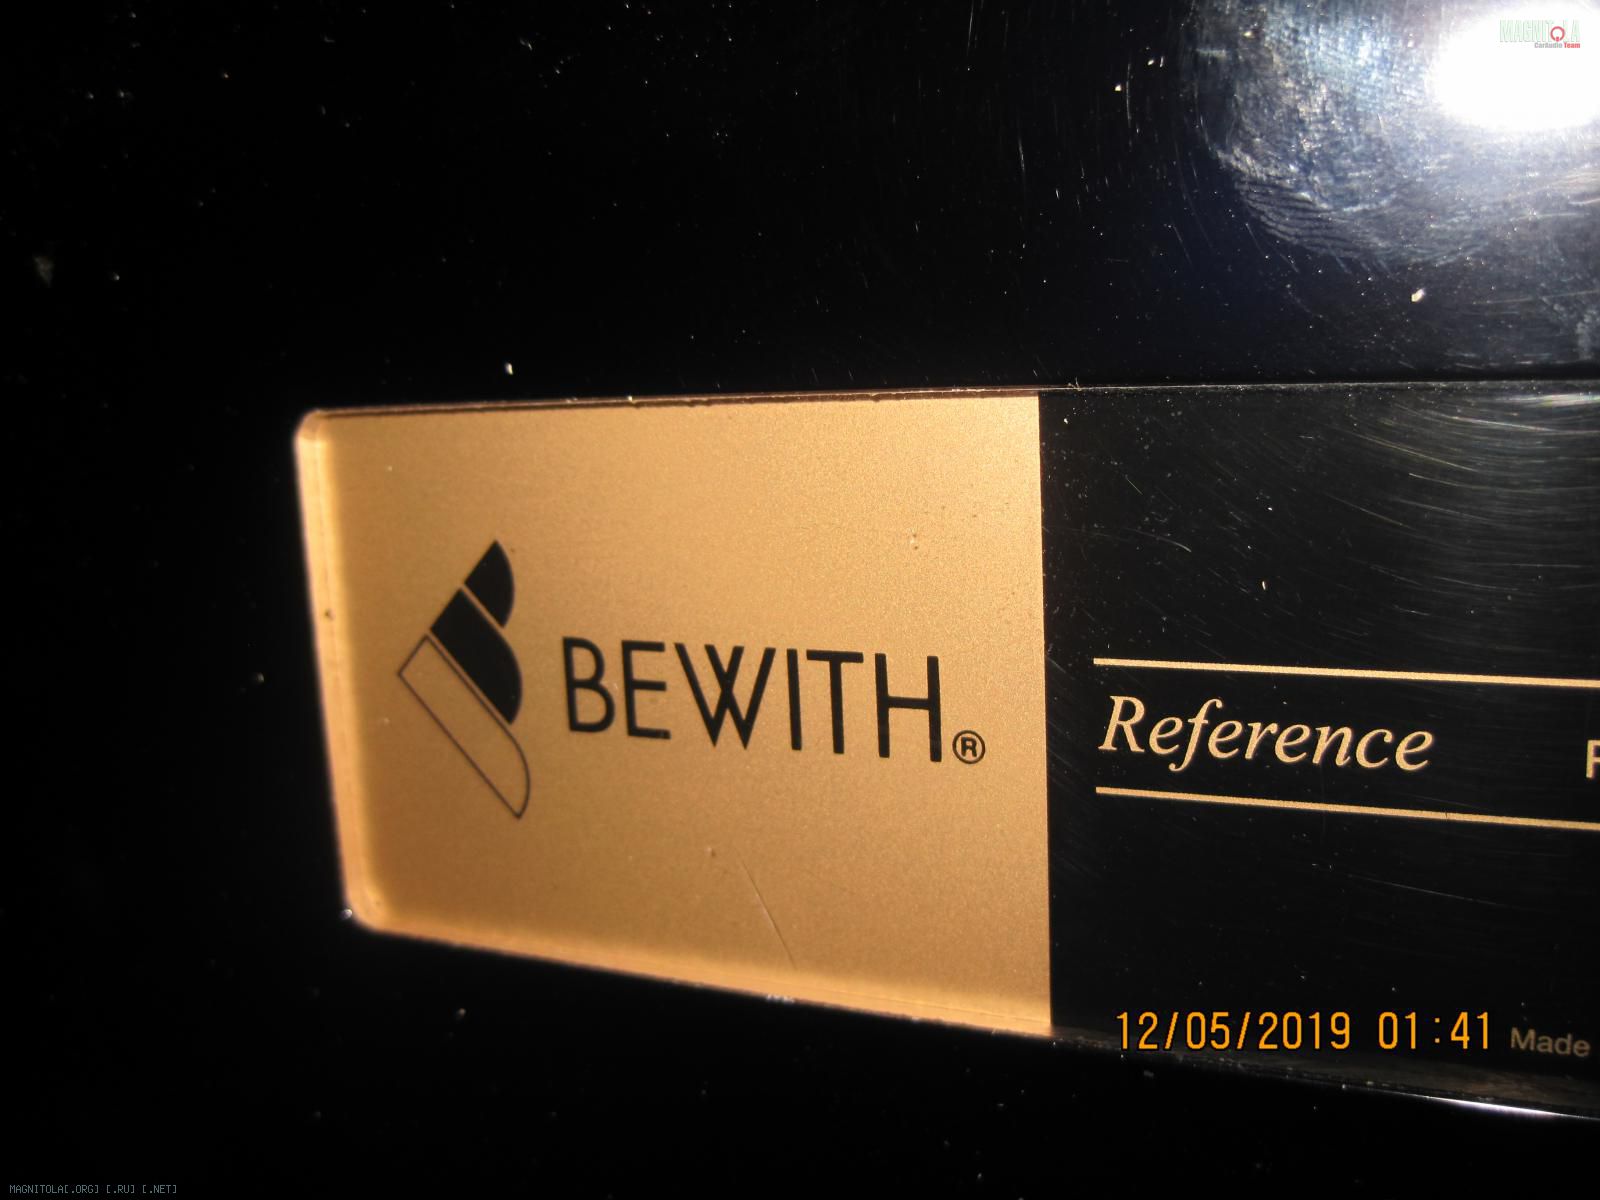 MAGNITOLA
CarAudio Team
BEWITH®
Reference
12/05/2019 01:41
Made
MAGNITOLA[.ORG] [.RU] [.NET]